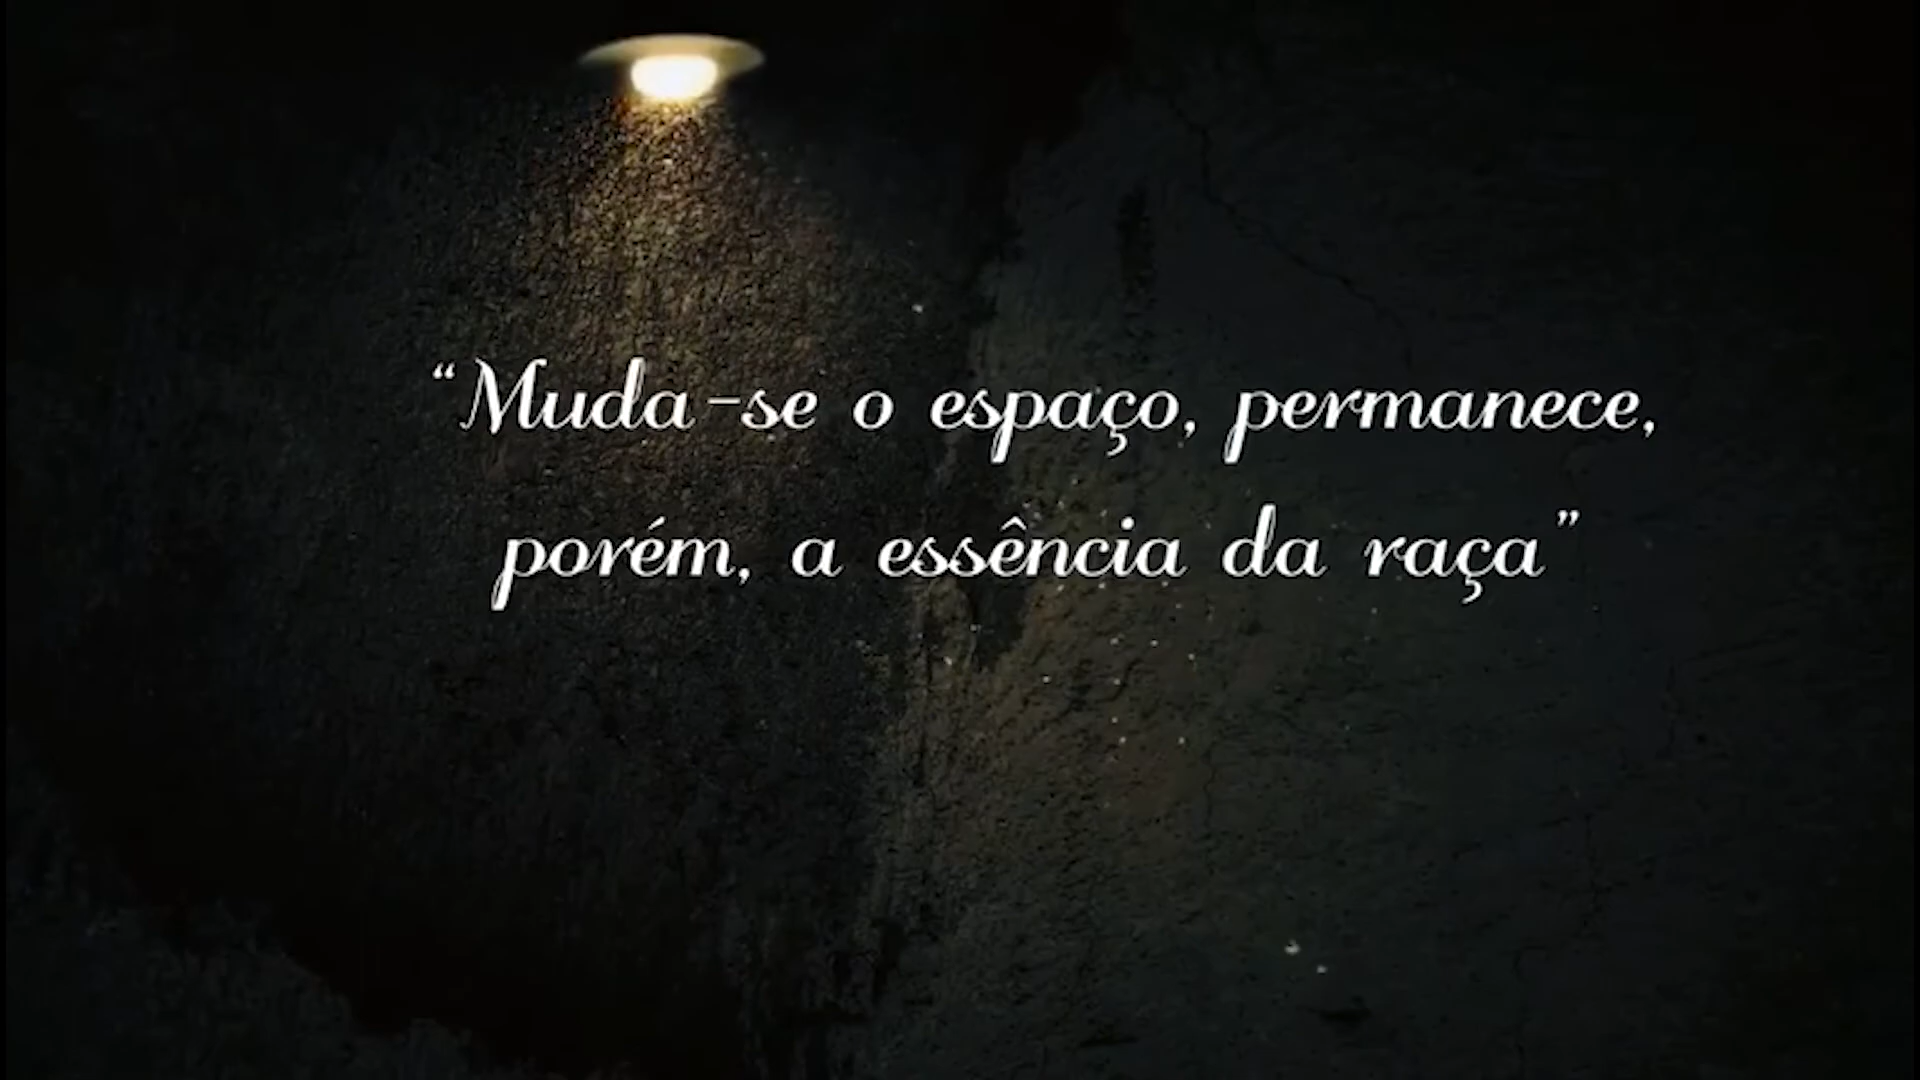 “Muda-se o espaço, permanece,
porém, a essência da raça”